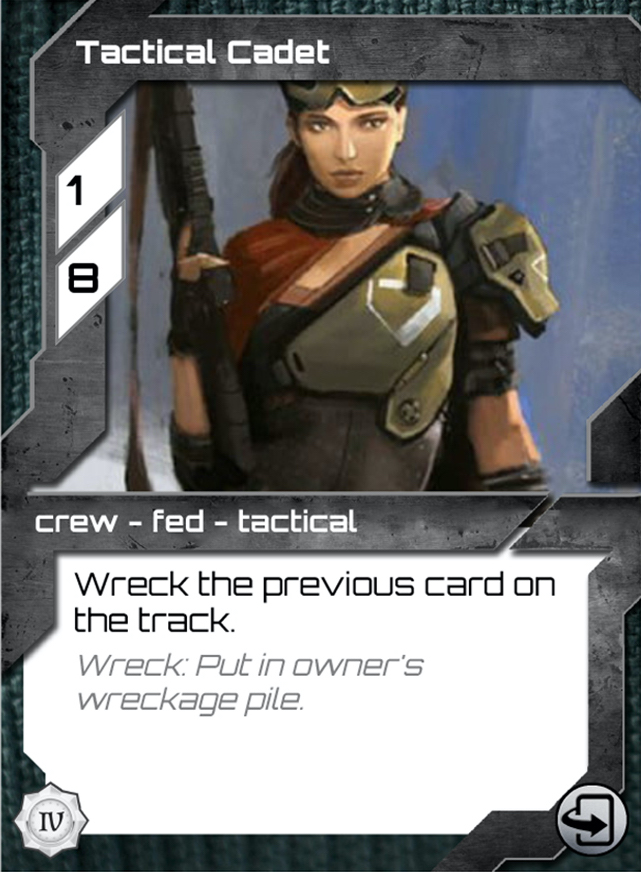 Tactical Cadet
1
8
crew - fed - tactical
Wreck the previous card on
the track.
Wreck: Put in owner's
wreckage pile.
IV